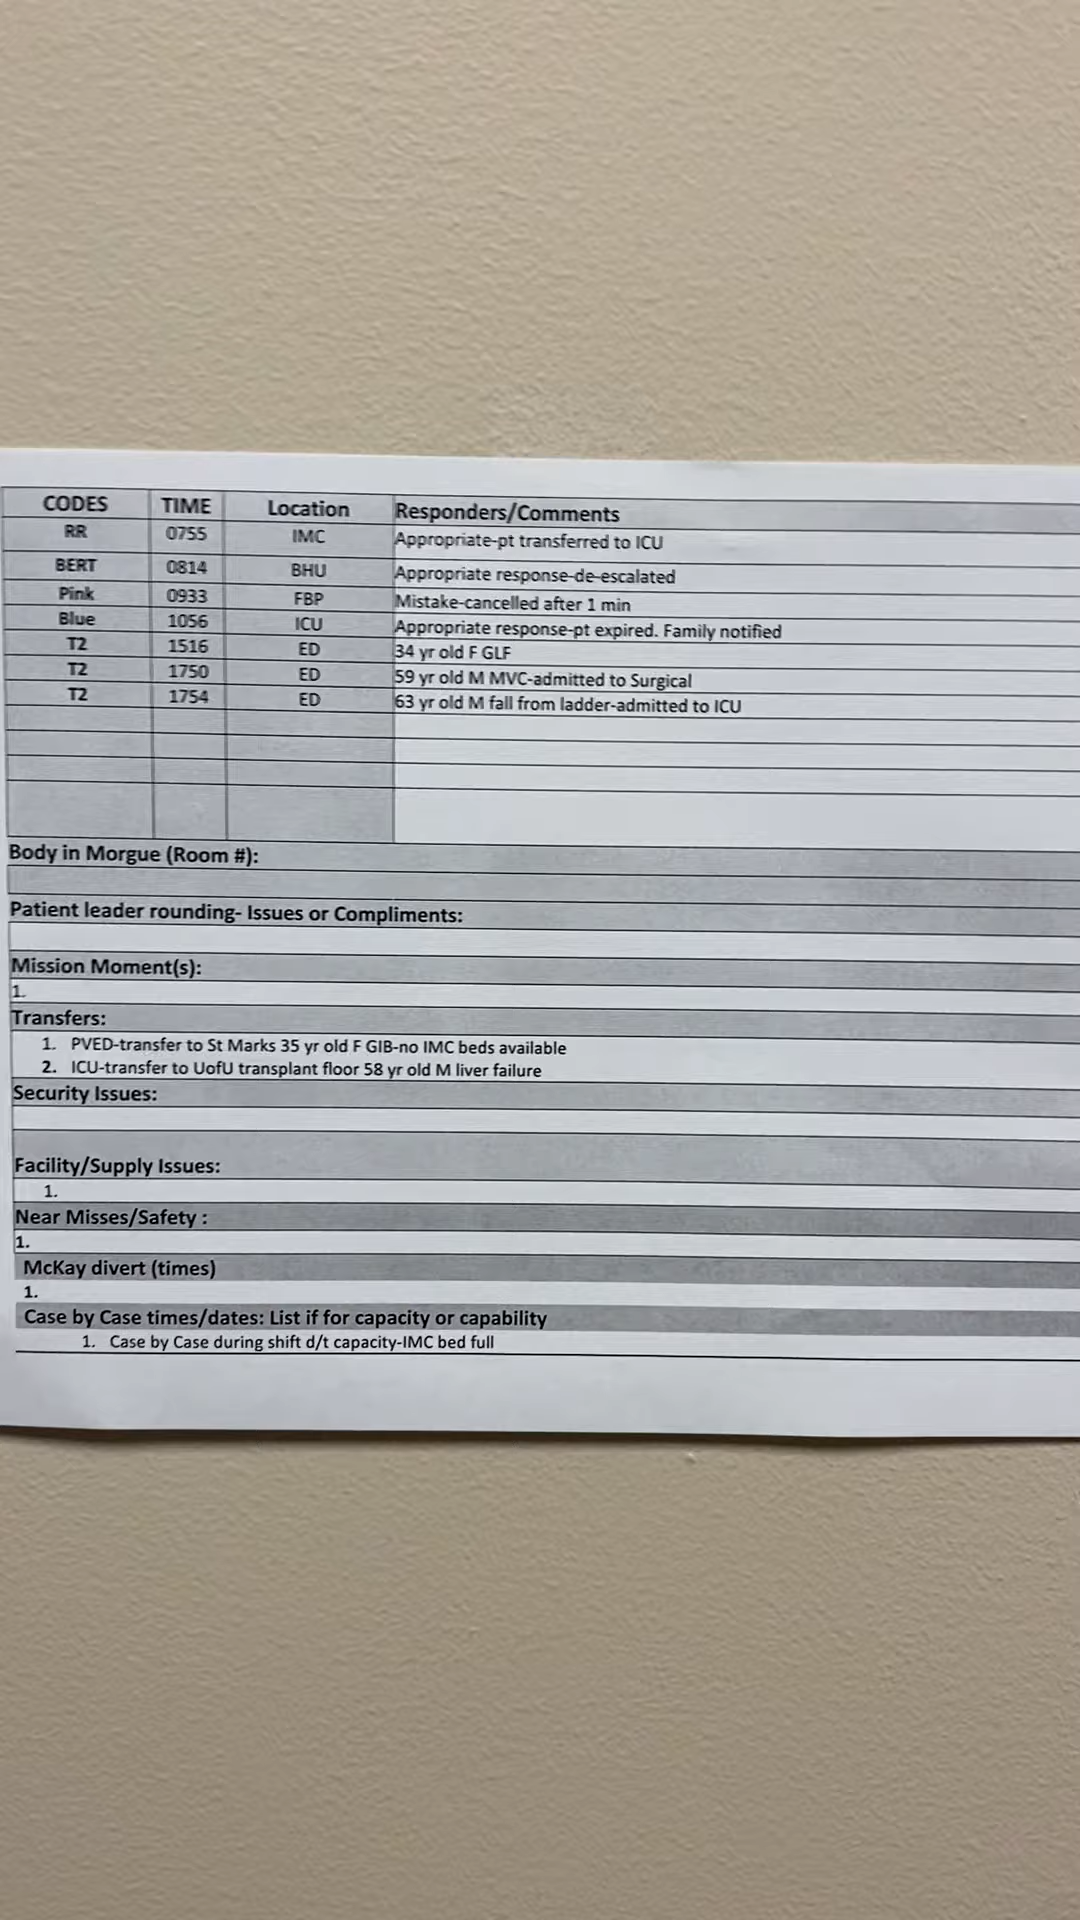 CODES TIME Location Responders/Comments
RR 0755 IMC Appropriate-pt transferred to ICU
BERT 0814 BHU Appropriate response-de-escalated
Pink 0933 FBP Mistake-cancelled after 1 min
Blue 1056 ICU Appropriate response-pt expired. Family notified
T2 1516 ED 34 yr old F GLF
T2 1750 ED 59 yr old M MVC-admitted to Surgical
T2 1754 ED 63 yr old M fall from ladder-admitted to ICU
Body in Morgue (Room #):
Patient leader rounding- Issues or Compliments:
Mission Moment(s):
1.
Transfers:
1. PVED-transfer to St Marks 35 yr old F GIB-no IMC beds available
2. ICU-transfer to UofU transplant floor 58 yr old M liver failure
Security Issues:
Facility/Supply Issues:
1.
Near Misses/Safety :
1.
McKay divert (times)
1.
Case by Case times/dates: List if for capacity or capability
1. Case by Case during shift d/t capacity-IMC bed full